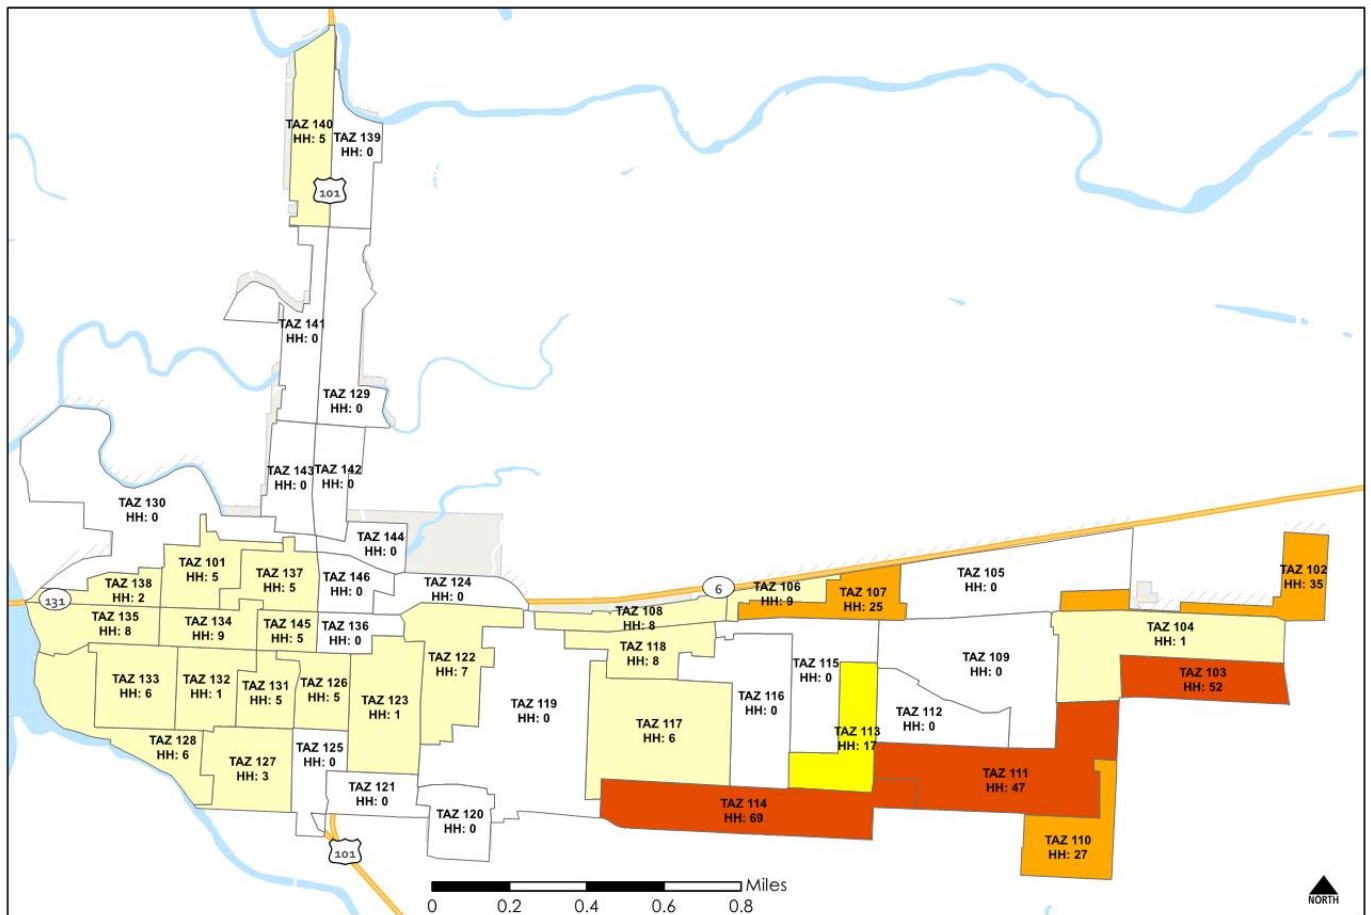 TAZ 140
HH: 5
TAZ 139
HH: 0
101
TAZ 141
HH: 0
TAZ 129
HH: 0
TAZ 143
HH: 0
TAZ 142
HH: 0
TAZ 130
HH: 0
TAZ 144
HH: 0
TAZ 101
HH: 5
TAZ 137
HH: 5
TAZ 146
HH: 0
TAZ 124
HH: 0
TAZ 138
HH: 2
131
TAZ 135
HH: 8
TAZ 134
HH: 9
TAZ 145
HH: 5
TAZ 136
HH: 0
6
TAZ 108
HH: 8
TAZ 106
HH: 9
TAZ 107
HH: 25
TAZ 105
HH: 0
TAZ 102
HH: 35
TAZ 104
HH: 1
TAZ 103
HH: 52
TAZ 133
HH: 6
TAZ 132
HH: 1
TAZ 131
HH: 5
TAZ 126
HH: 5
TAZ 123
HH: 1
TAZ 122
HH: 7
TAZ 118
HH: 8
TAZ 119
HH: 0
TAZ 117
HH: 6
TAZ 116
HH: 0
TAZ 115
HH: 0
TAZ 113
HH: 17
TAZ 112
HH: 0
TAZ 109
HH: 0
TAZ 128
HH: 6
TAZ 127
HH: 3
TAZ 125
HH: 0
TAZ 121
HH: 0
TAZ 120
HH: 0
TAZ 114
HH: 69
TAZ 111
HH: 47
TAZ 110
HH: 27
101
Miles
0 0.2 0.4 0.6 0.8
NORTH